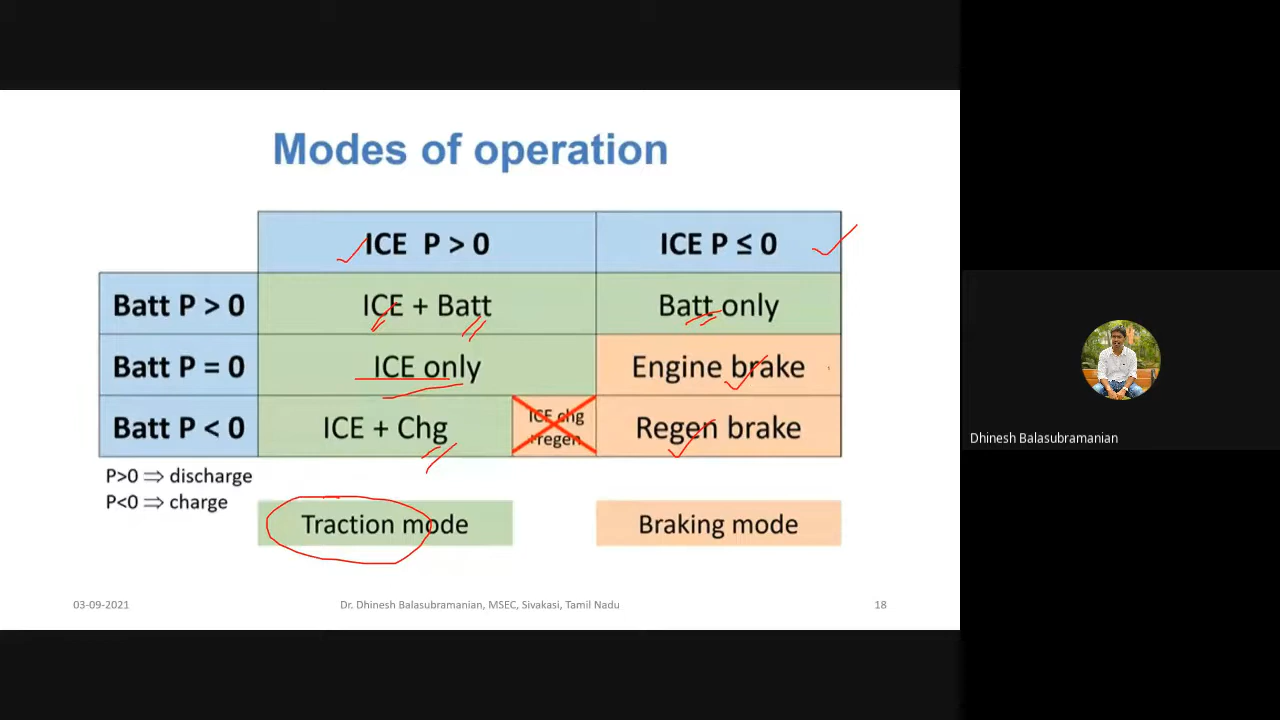 Modes of operation
ICE P > 0
ICE P ≤ 0
Batt P > 0
ICE + Batt
Batt only
Batt P = 0
ICE only
Engine brake
Batt P < 0
ICE + Chg
ICE chg
+regen
Regen brake
P>0 ⇒ discharge
P<0 ⇒ charge
Traction mode
Braking mode
03-09-2021
Dr. Dhinesh Balasubramanian, MSEC, Sivakasi, Tamil Nadu
18
Dhinesh Balasubramanian